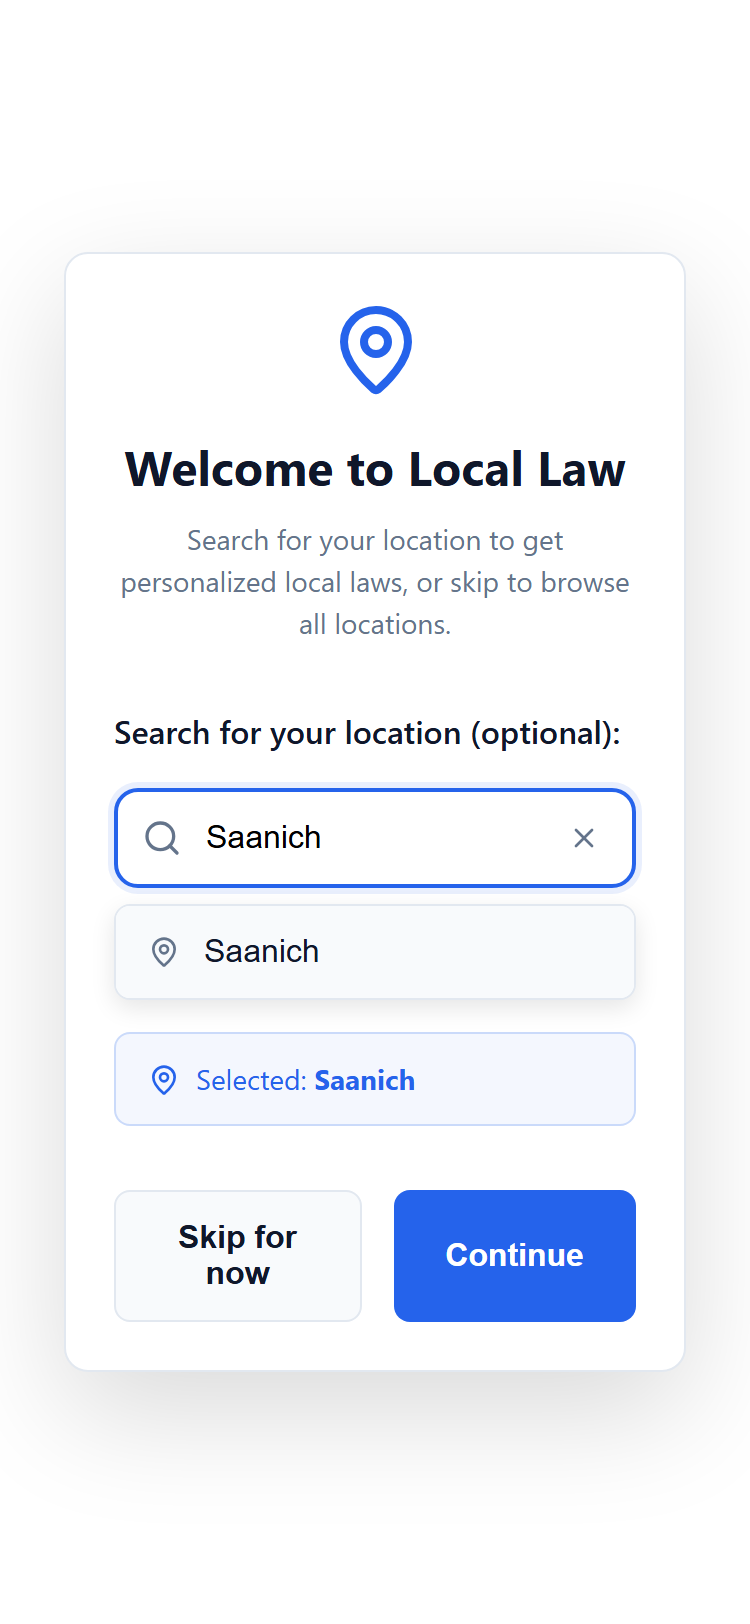 Welcome to Local Law
Search for your location to get
personalized local laws, or skip to browse
all locations.
Search for your location (optional):
Saanich
Saanich
Selected: Saanich
Skip for
now
Continue